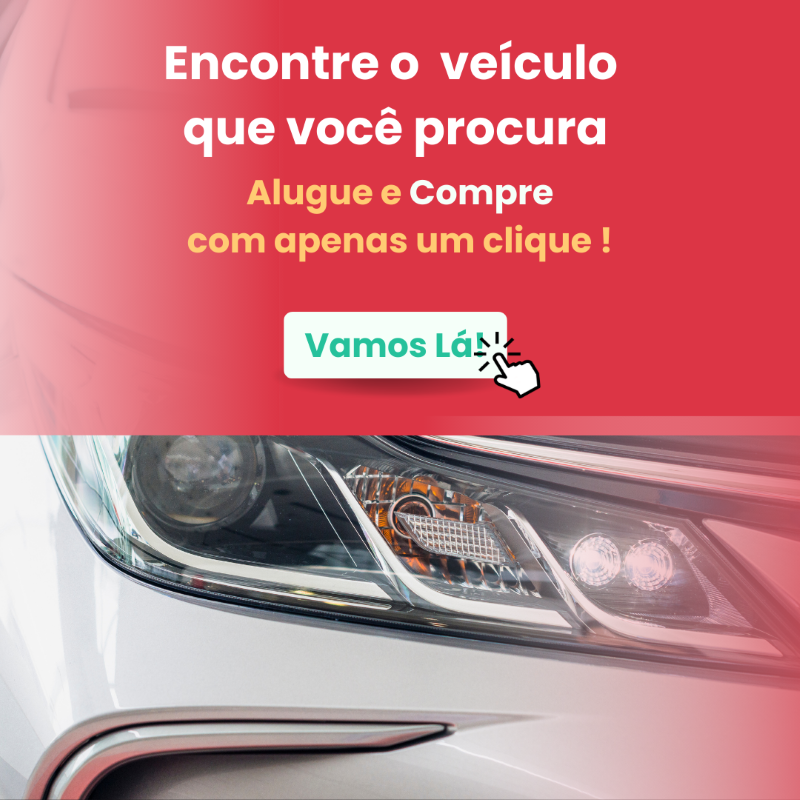 Encontre o veículo
que você procura
Alugue e Compre
com apenas um clique !
Vamos Lá!